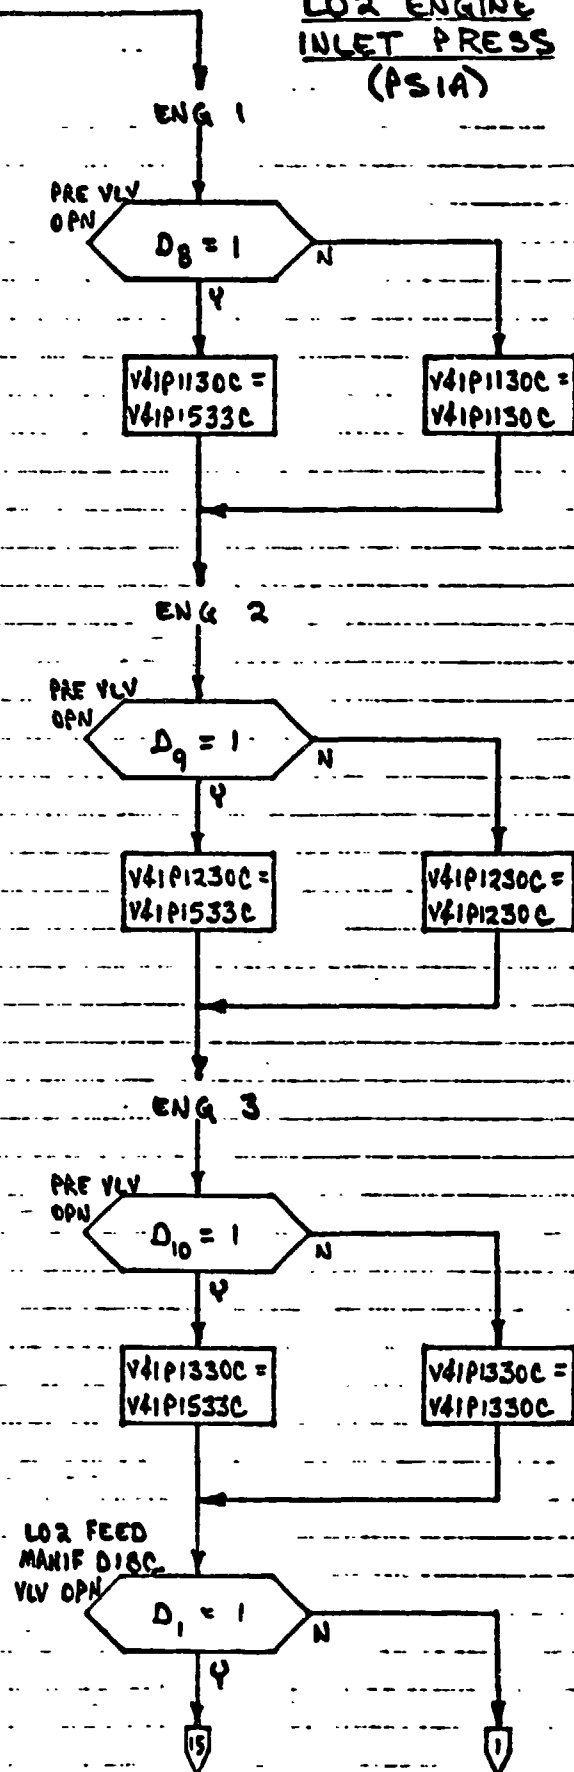 LO2 ENGINE
INLET PRESS
(PSIA)
ENG 1
PRE VLV
OPN
D8 = 1
N
Y
V41P1130C =
V41P1533C
V41P1130C =
V41P1130C
ENG 2
PRE VLV
OPN
D9 = 1
N
Y
V41P1230C =
V41P1533C
V41P1230C =
V41P1230C
ENG 3
PRE VLV
OPN
D10 = 1
N
Y
V41P1330C =
V41P1533C
V41P1330C =
V41P1330C
LO2 FEED
MANIF DISC
VLV OPN
D1 = 1
N
Y
15
1